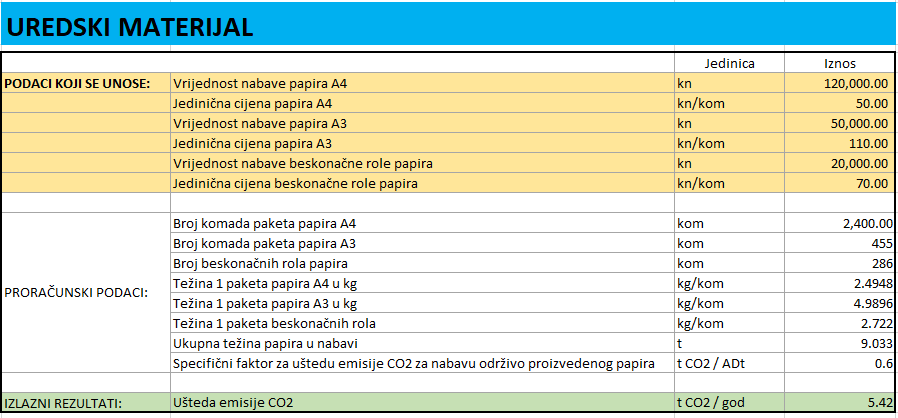 UREDSKI MATERIJAL
Jedinica Iznos
PODACI KOJI SE UNOSE: Vrijednost nabave papira A4 kn 120,000.00
Jedinična cijena papira A4 kn/kom 50.00
Vrijednost nabave papira A3 kn 50,000.00
Jedinična cijena papira A3 kn/kom 110.00
Vrijednost nabave beskonačne role papira kn 20,000.00
Jedinična cijena beskonačne role papira kn/kom 70.00
Broj komada paketa papira A4 kom 2,400.00
Broj komada paketa papira A3 kom 455
Broj beskonačnih rola papira kom 286
PRORAČUNSKI PODACI: Težina 1 paketa papira A4 u kg kg/kom 2.4948
Težina 1 paketa papira A3 u kg kg/kom 4.9896
Težina 1 paketa beskonačnih rola kg/kom 2.722
Ukupna težina papira u nabavi t 9.033
Specifični faktor za uštedu emisije CO2 za nabavu održivo proizvedenog papira t CO2 / ADt 0.6
IZLAZNI REZULTATI: Ušteda emisije CO2 t CO2 / god 5.42